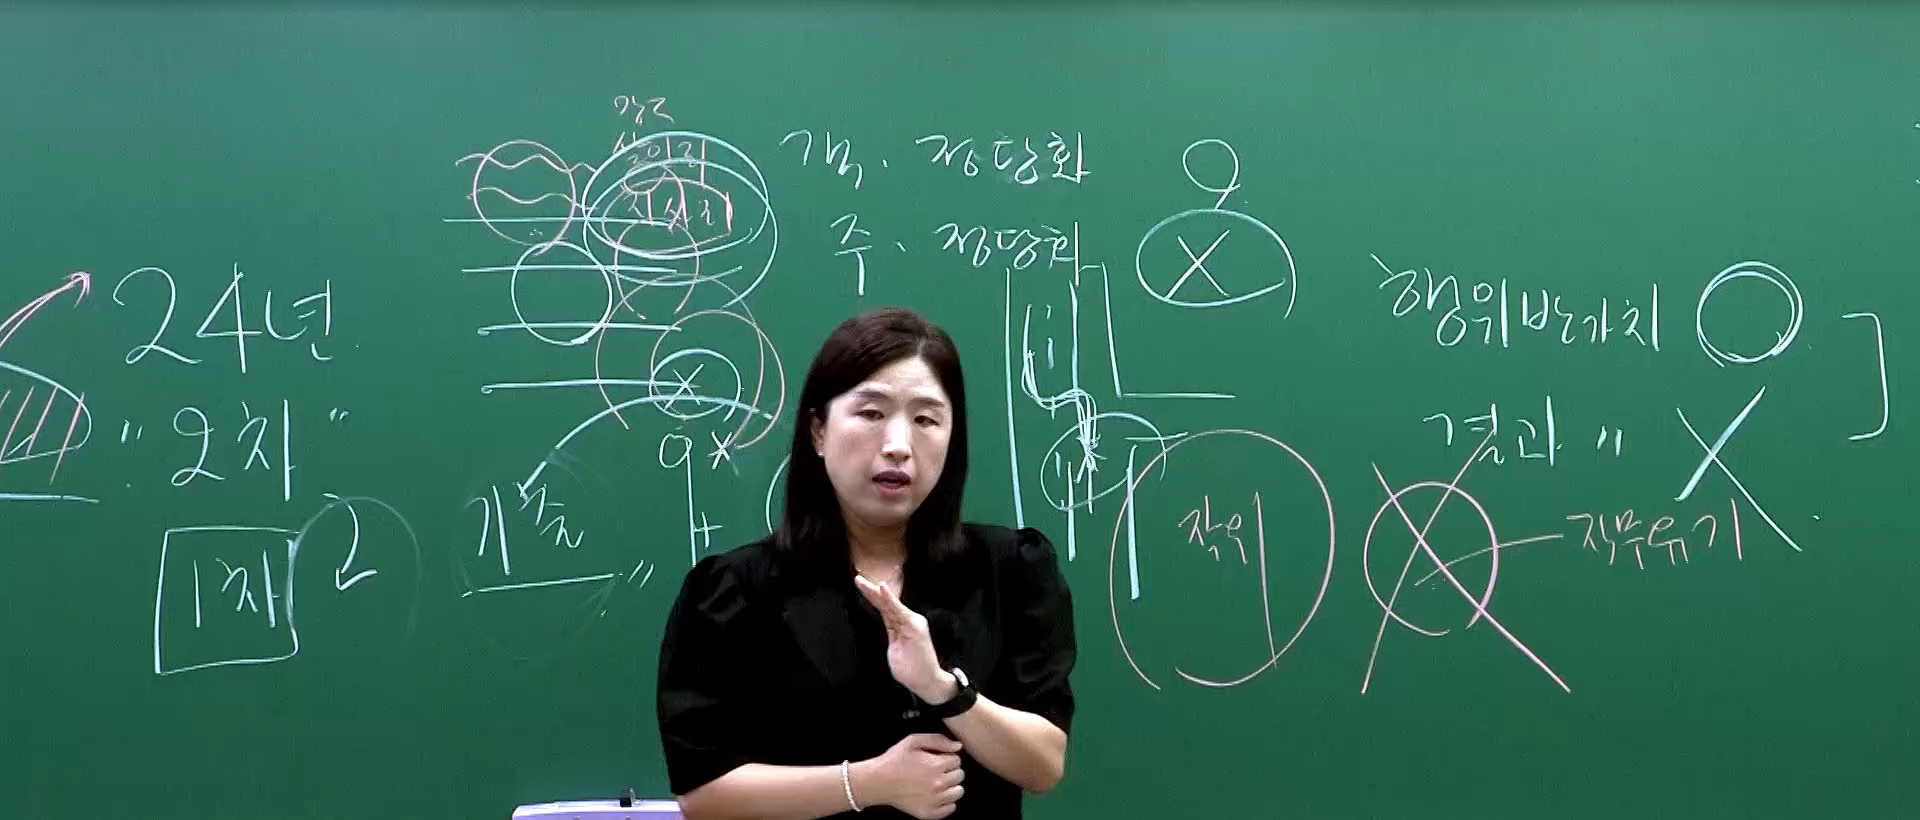 객. 정당화
주. 정당화
24년
"2차"
1차
기출"
행위반가치 ○
결과 〃 X
작위
직무유기